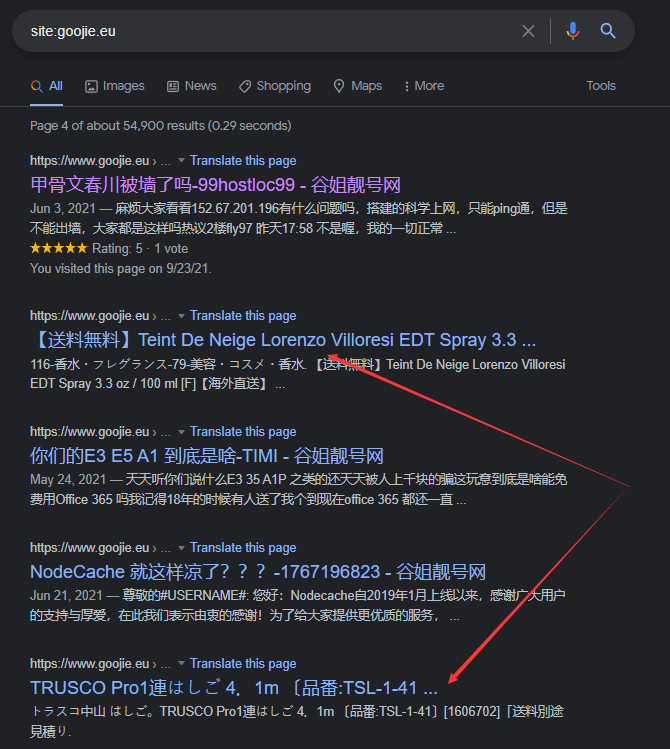 site:goojie.eu
All Images News Shopping Maps More Tools
Page 4 of about 54,900 results (0.29 seconds)
https://www.goojie.eu › ... Translate this page
甲骨文春川被墙了吗-99hostloc99 - 谷姐靓号网
Jun 3, 2021 — 麻烦大家看看152.67.201.196有什么问题吗，搭建的科学上网，只能ping通，但是
不能出墙，大家都是这样吗热议2楼fly97 昨天17:58 不是喔，我的一切正常 ...
Rating: 5 · 1 vote
You visited this page on 9/23/21.
https://www.goojie.eu › ... Translate this page
【送料無料】Teint De Neige Lorenzo Villoresi EDT Spray 3.3 ...
116-香水・フレグランス-79-美容・コスメ・香水. 【送料無料】Teint De Neige Lorenzo Villoresi
EDT Spray 3.3 oz / 100 ml [F]【海外直送】 ...
https://www.goojie.eu › ... Translate this page
你们的E3 E5 A1 到底是啥-TIMI - 谷姐靓号网
May 24, 2021 — 天天听你们说什么E3 35 A1P 之类的还天天被人上千块的骗这玩意到底是啥能免
费用Office 365 吗我记得18年的时候有人送了我个到现在office 365 都还一直 ...
https://www.goojie.eu › ... Translate this page
NodeCache 就这样凉了？？？-1767196823 - 谷姐靓号网
Jun 21, 2021 — 尊敬的#USERNAME#: 您好：Nodecache自2019年1月上线以来，感谢广大用户
的支持与厚爱，在此我们表示由衷的感谢！为了给大家提供更优质的服务， ...
https://www.goojie.eu › ... Translate this page
TRUSCO Pro1連はしご 4．1m 〔品番:TSL-1-41 ...
トラスコ中山 はしご。TRUSCO Pro1連はしご 4．1m 〔品番:TSL-1-41〕[1606702]「送料別途
見積り.